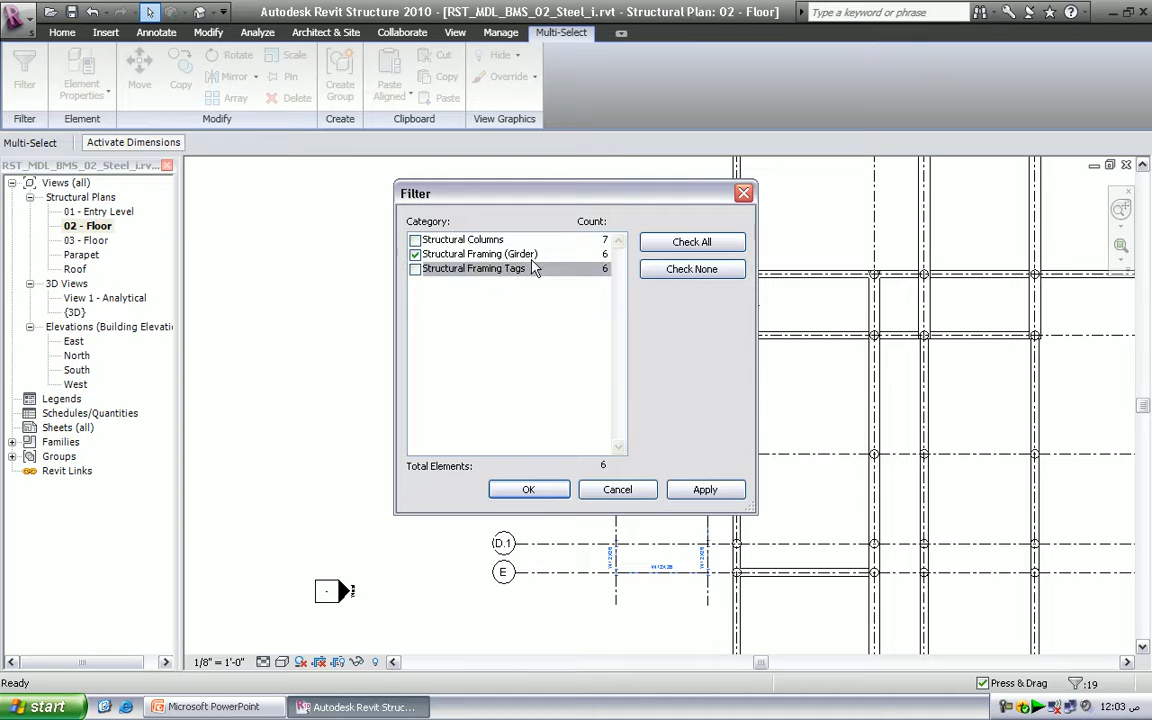 Autodesk Revit Structure 2010 - [RST_MDL_BMS_02_Steel_i.rvt - Structural Plan: 02 - Floor]
Type a keyword or phrase
Home Insert Annotate Modify Analyze Architect & Site Collaborate View Manage Multi-Select
Filter Element Properties Move Copy Rotate Scale Mirror Pin Array Delete Create Group Paste Aligned Cut Copy Paste Hide Override
Filter Element Modify Create Clipboard View Graphics
Multi-Select Activate Dimensions
RST_MDL_BMS_02_Steel_i.rv...
Views (all)
Structural Plans
01 - Entry Level
02 - Floor
03 - Floor
Parapet
Roof
3D Views
View 1 - Analytical
{3D}
Elevations (Building Elevati
East
North
South
West
Legends
Schedules/Quantities
Sheets (all)
Families
Groups
Revit Links
Filter
Category: Count:
Structural Columns 7
Structural Framing (Girder) 6
Structural Framing Tags 6
Check All
Check None
Total Elements: 6
OK Cancel Apply
D.1
E
1/8" = 1'-0"
Ready
Press & Drag
:19
start
Microsoft PowerPoint
Autodesk Revit Struc...
12:03 ص